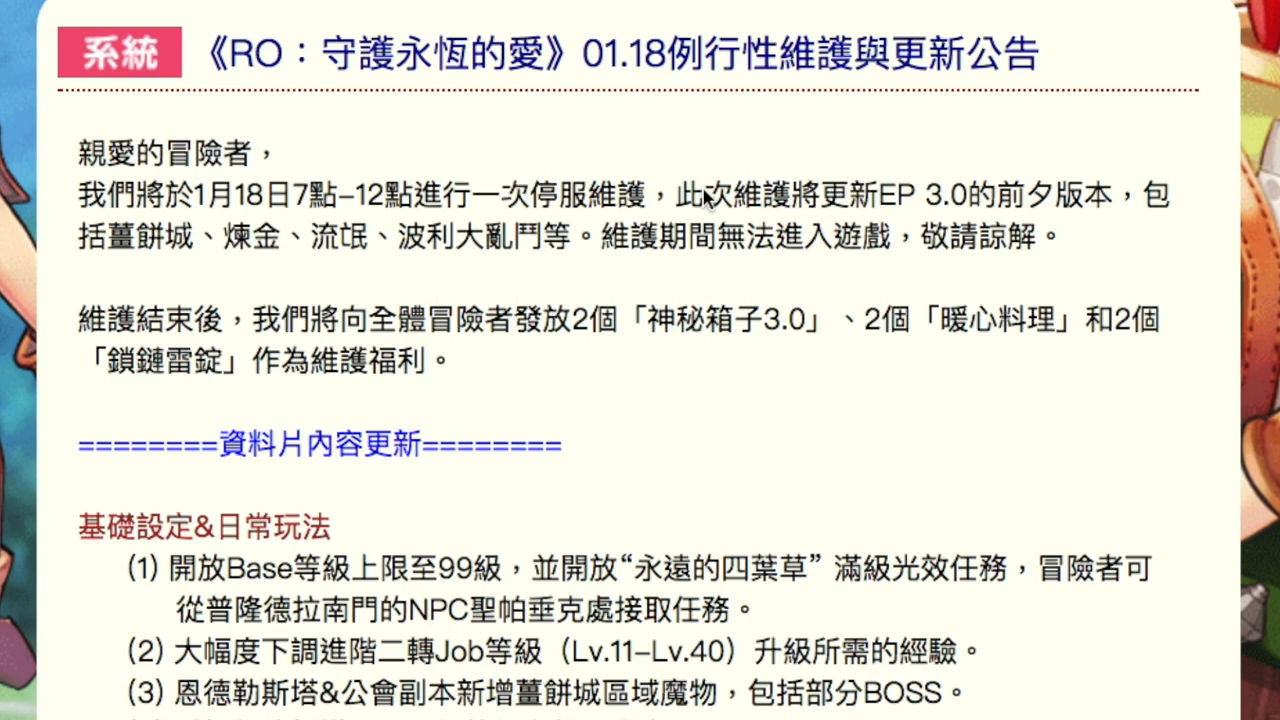 系統 《RO：守護永恆的愛》01.18例行性維護與更新公告
親愛的冒險者，
我們將於1月18日7點-12點進行一次停服維護，此次維護將更新EP 3.0的前夕版本，包
括薑餅城、煉金、流氓、波利大亂鬥等。維護期間無法進入遊戲，敬請諒解。
維護結束後，我們將向全體冒險者發放2個「神秘箱子3.0」、2個「暖心料理」和2個
「鎖鏈雷錠」作為維護福利。
========資料片內容更新========
基礎設定&日常玩法
(1) 開放Base等級上限至99級，並開放“永遠的四葉草” 滿級光效任務，冒險者可
從普隆德拉南門的NPC聖帕垂克處接取任務。
(2) 大幅度下調進階二轉Job等級（Lv.11-Lv.40）升級所需的經驗。
(3) 恩德勒斯塔&公會副本新增薑餅城區域魔物，包括部分BOSS。